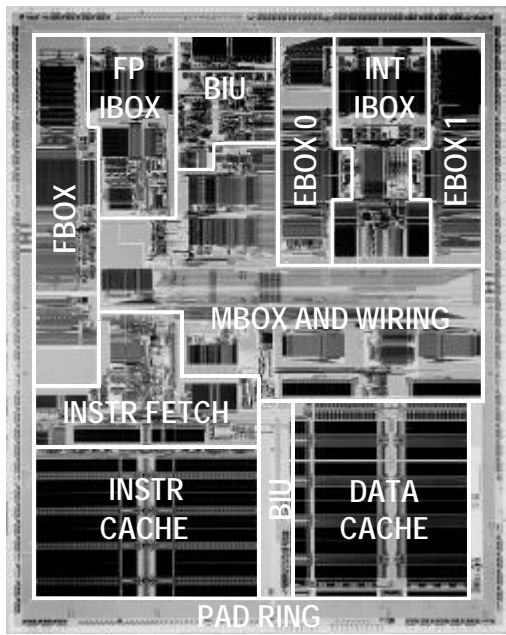 FP
IBOX
BIU
INT
IBOX
EBOX 0
EBOX 1
FBOX
MBOX AND WIRING
INSTR FETCH
INSTR
CACHE
BIU
DATA
CACHE
PAD RING